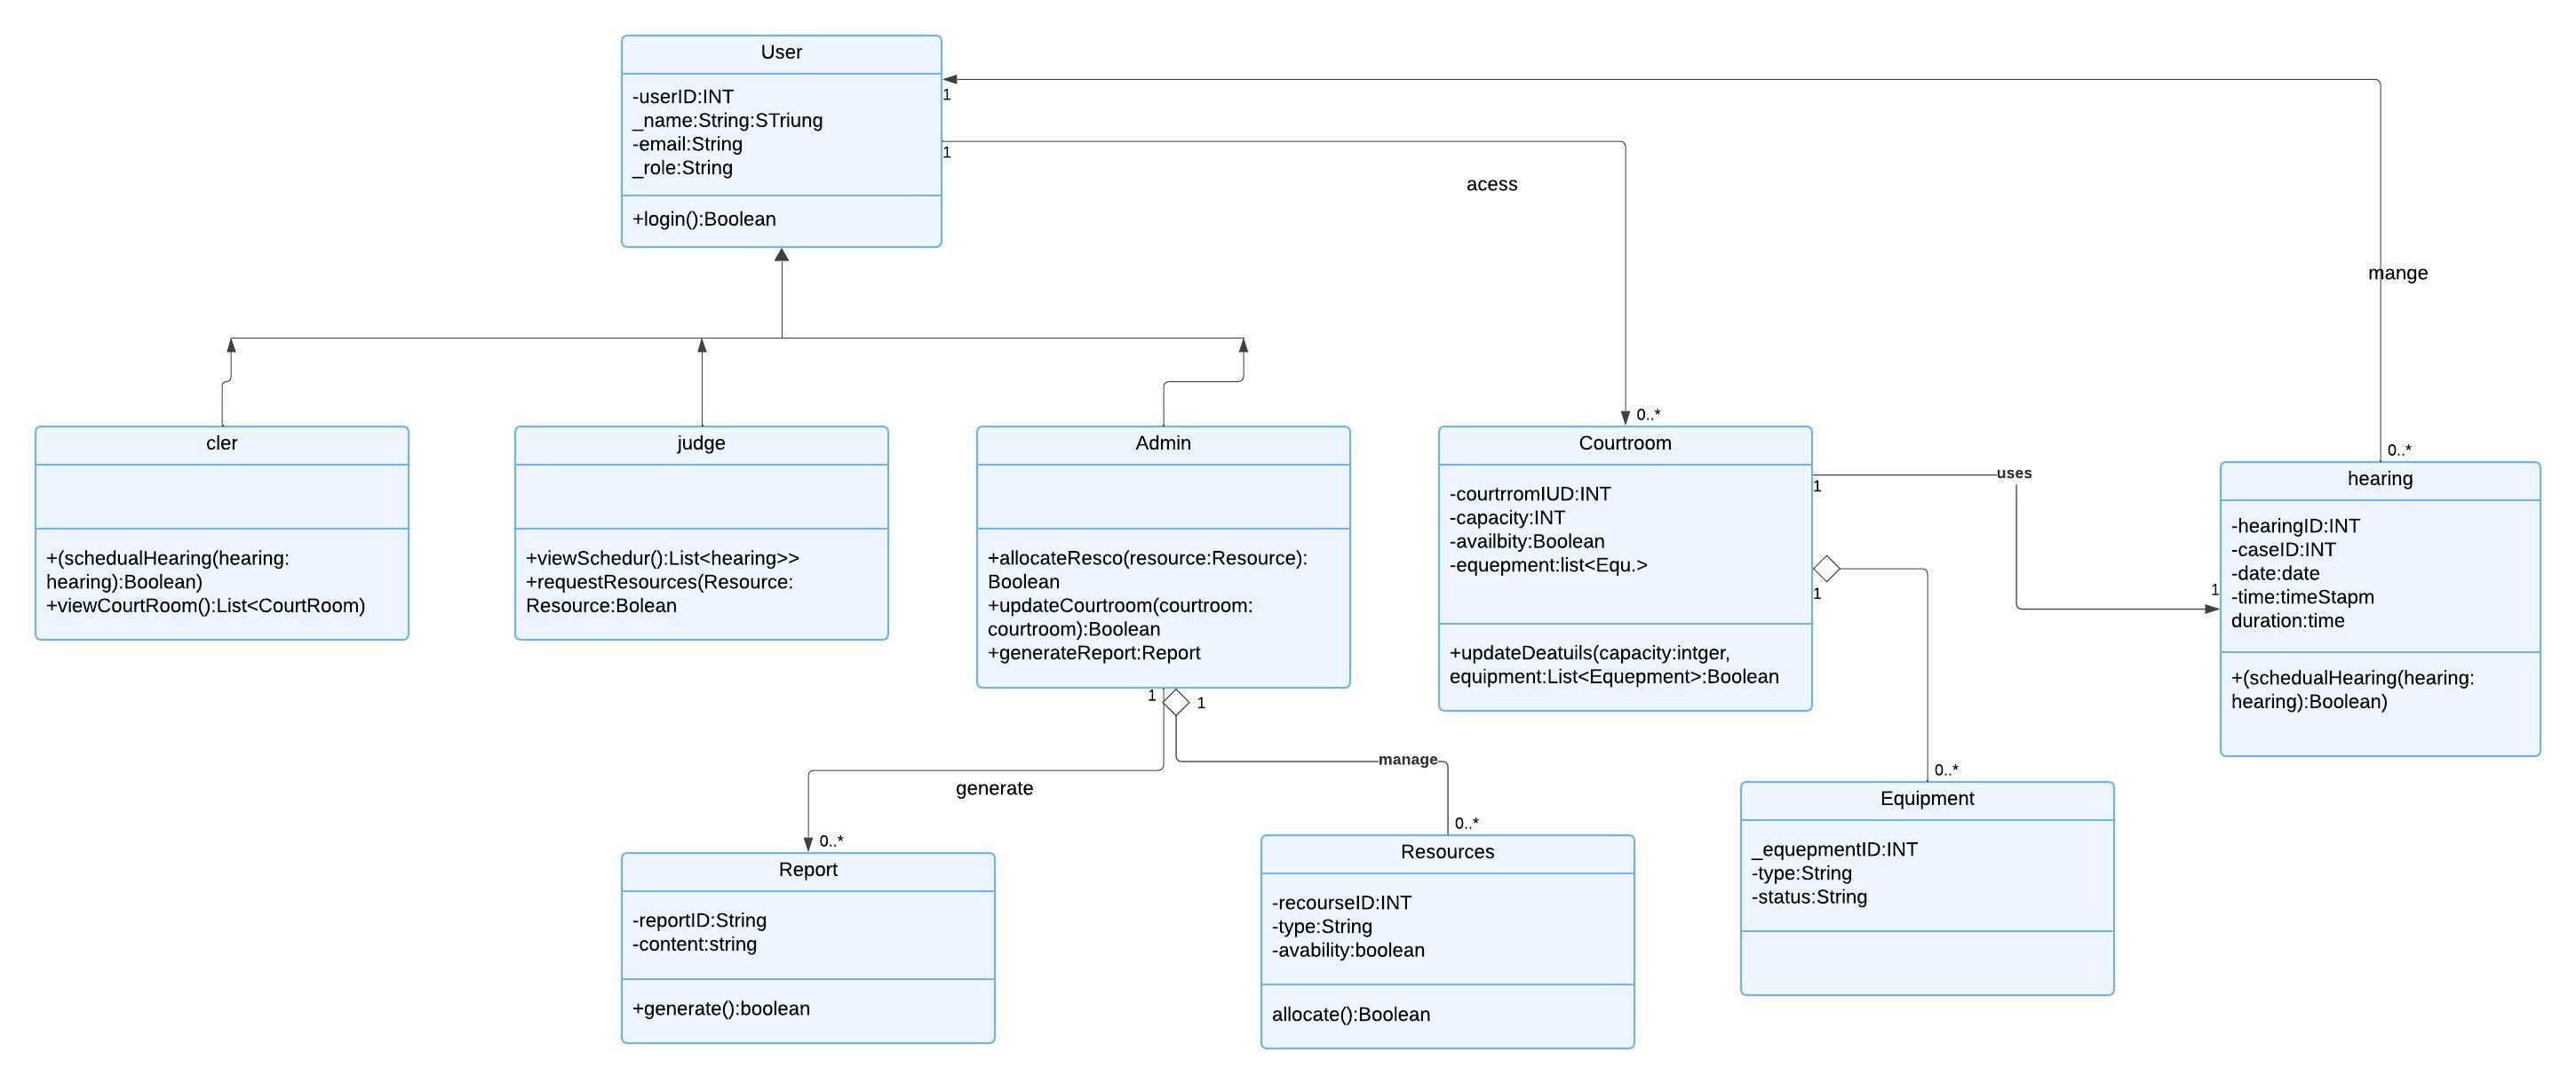 User
-userID:INT
_name:String:STriung
-email:String
_role:String
+login():Boolean
1
1
acess
mange
0..*
0..*
cler
+(schedualHearing(hearing:
hearing):Boolean)
+viewCourtRoom():List<CourtRoom)
judge
+viewSchedur():List<hearing>>
+requestResources(Resource:
Resource:Bolean
Admin
+allocateResco(resource:Resource):
Boolean
+updateCourtroom(courtroom:
courtroom):Boolean
+generateReport:Report
Courtroom
-courtrromIUD:INT
-capacity:INT
-availbity:Boolean
-equepment:list<Equ.>
+updateDeatuils(capacity:intger,
equipment:List<Equepment>:Boolean
1
uses
1
1
hearing
-hearingID:INT
-caseID:INT
-date:date
-time:timeStapm
duration:time
+(schedualHearing(hearing:
hearing):Boolean)
1
1
generate
manage
0..*
0..*
0..*
Report
-reportID:String
-content:string
+generate():boolean
Resources
-recourseID:INT
-type:String
-avability:boolean
allocate():Boolean
Equipment
_equepmentID:INT
-type:String
-status:String